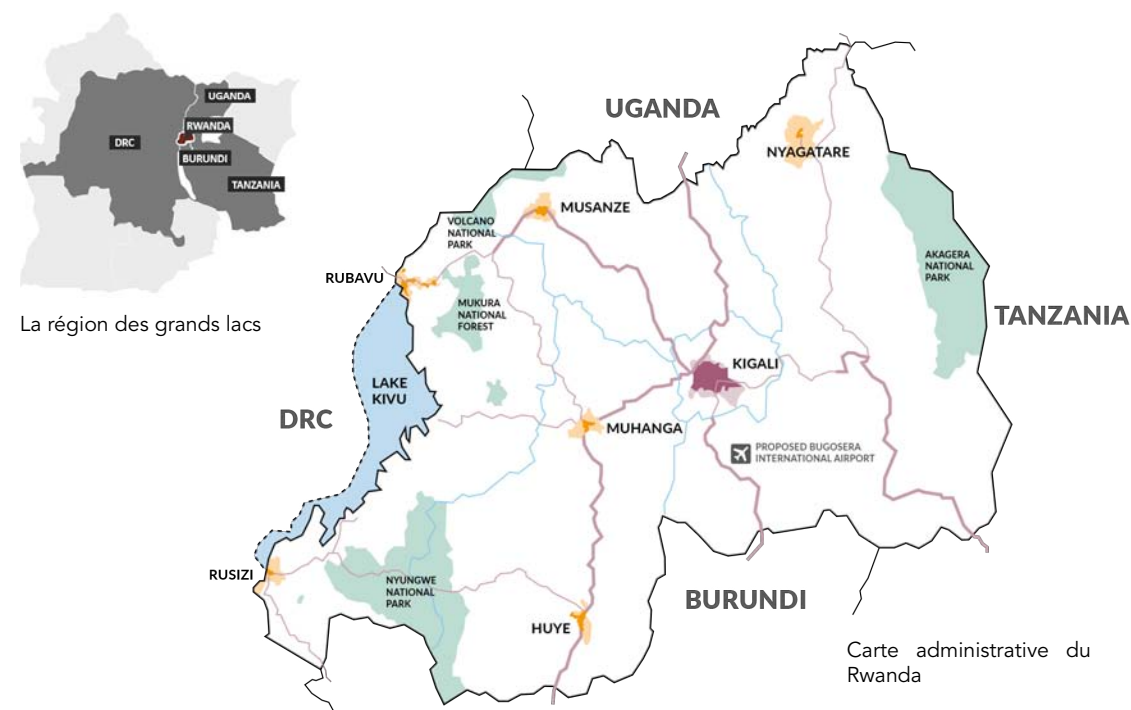 UGANDA
RWANDA
DRC
BURUNDI
TANZANIA
La région des grands lacs
UGANDA
NYAGATARE
MUSANZE
VOLCANO
NATIONAL
PARK
AKAGERA
NATIONAL
PARK
RUBAVU
MUKURA
NATIONAL
FOREST
TANZANIA
KIGALI
LAKE
KIVU
DRC
MUHANGA
PROPOSED BUGOSERA
INTERNATIONAL AIRPORT
RUSIZI
NYUNGWE
NATIONAL
PARK
BURUNDI
HUYE
Carte administrative du
Rwanda